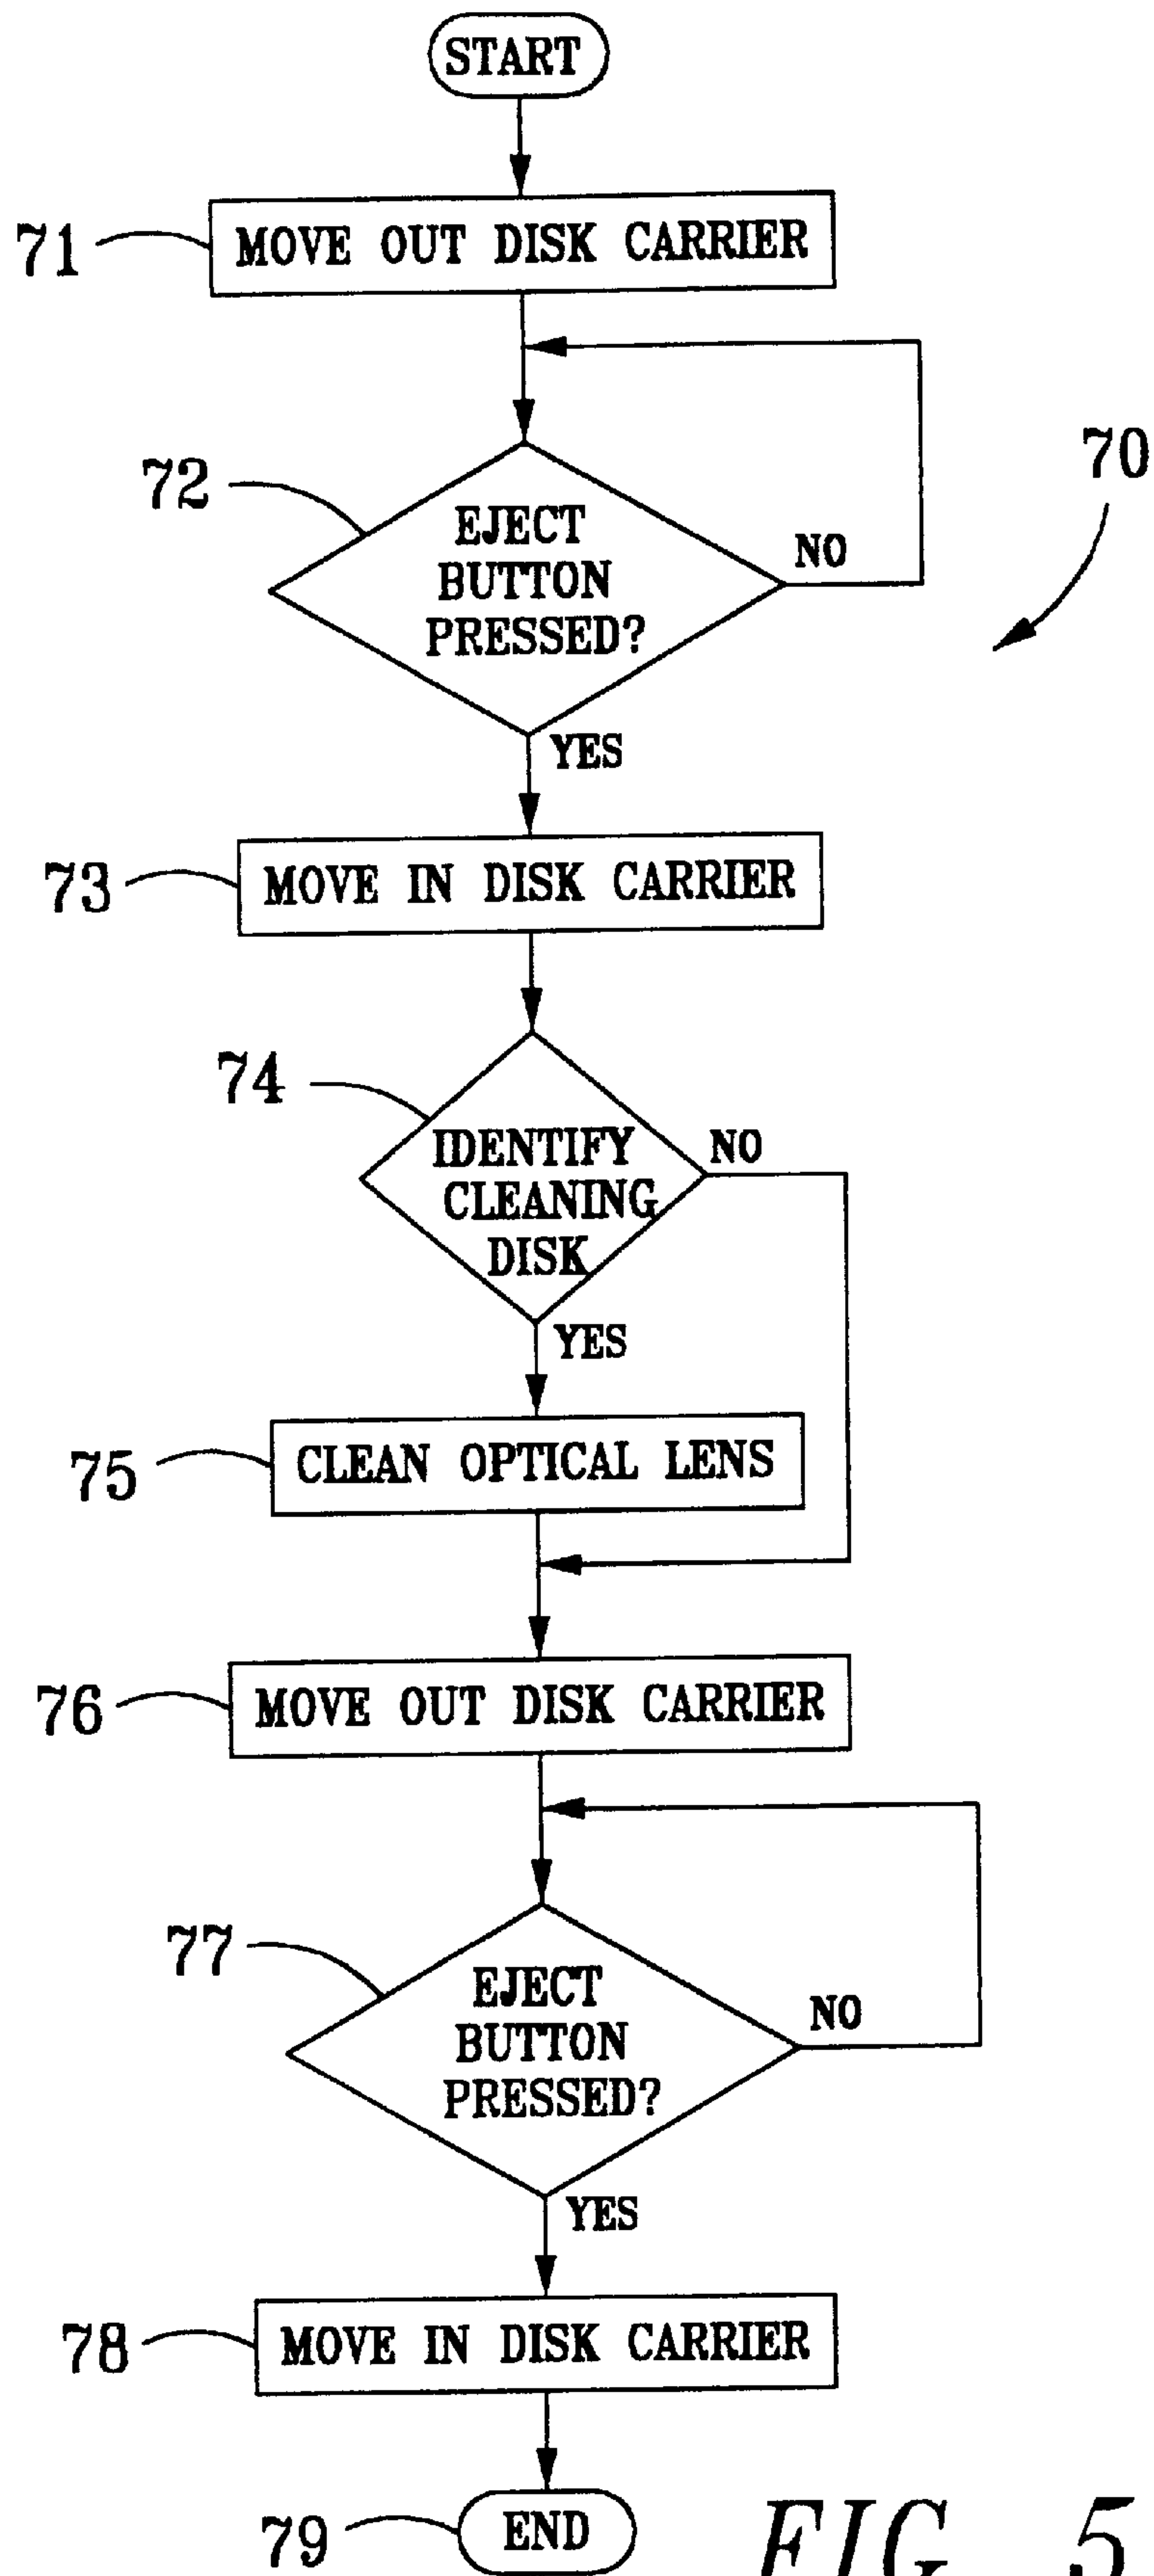 START
71
MOVE OUT DISK CARRIER
72
EJECT
BUTTON
PRESSED?
NO
70
YES
73
MOVE IN DISK CARRIER
74
IDENTIFY
CLEANING
DISK
NO
YES
75
CLEAN OPTICAL LENS
76
MOVE OUT DISK CARRIER
77
EJECT
BUTTON
PRESSED?
NO
YES
78
MOVE IN DISK CARRIER
79
END
FIG. 5